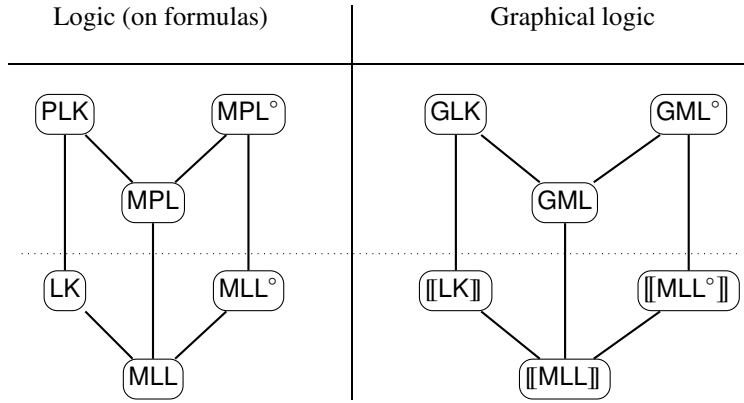 Logic (on formulas) Graphical logic
PLK MPL° GLK GML°
MPL GML
LK MLL° ⟦LK⟧ ⟦MLL°⟧
MLL ⟦MLL⟧